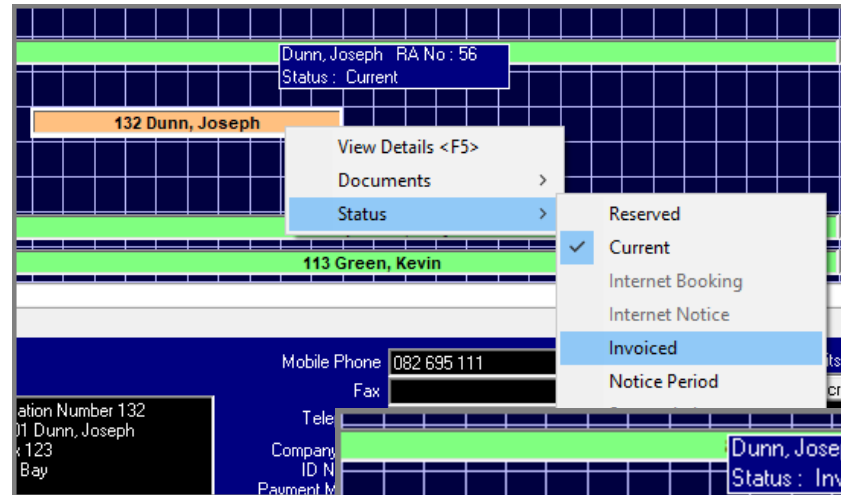 Dunn, Joseph RA No : 56
Status : Current
132 Dunn, Joseph
View Details <F5>
Documents
Status
Reserved
Current
Internet Booking
Internet Notice
Invoiced
Notice Period
113 Green, Kevin
Mobile Phone 082 695 111
Fax
Tele
Company
ID N
Payment M
ation Number 132
01 Dunn, Joseph
x 123
Bay
Dunn, Jose
Status : Inv